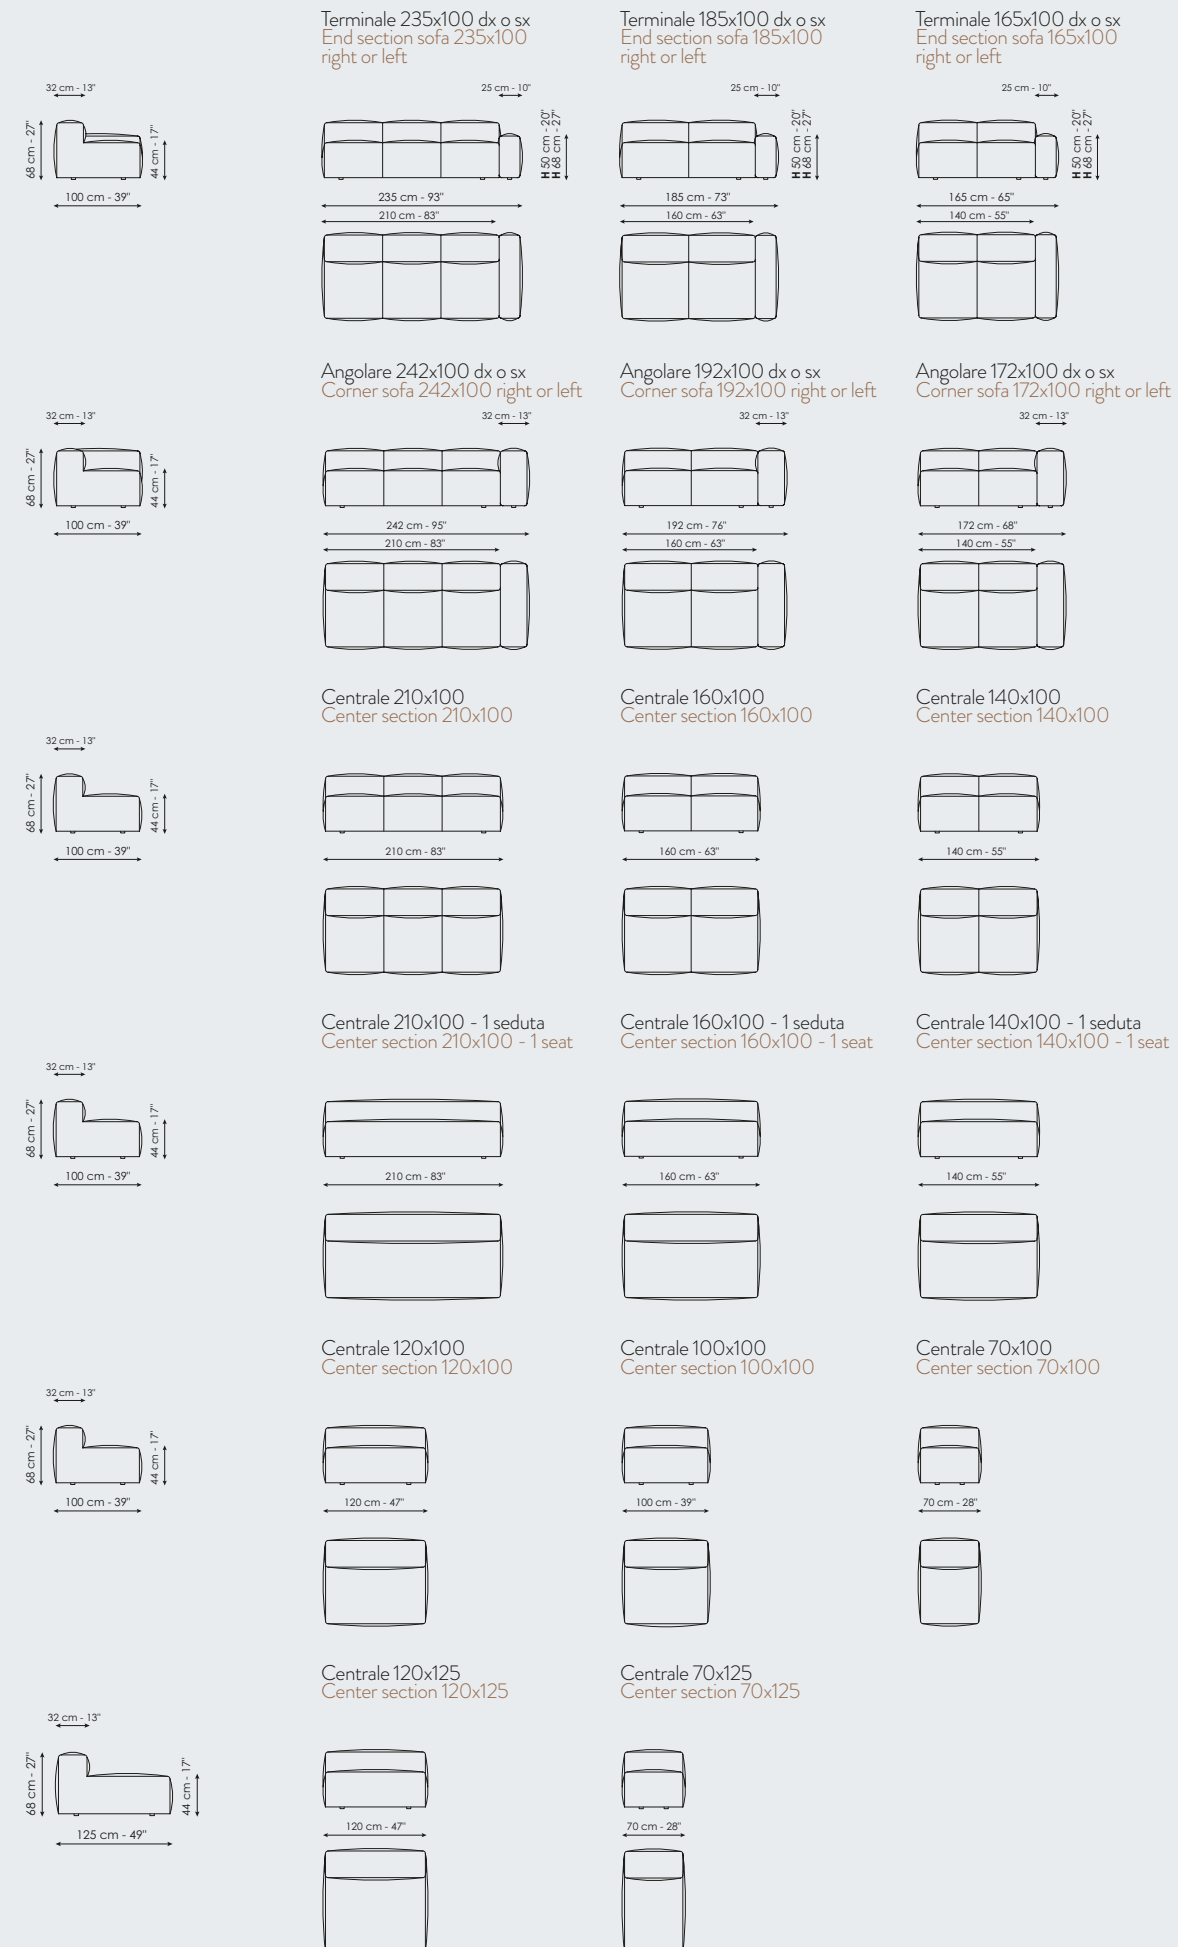 Terminale 235x100 dx o sx
End section sofa 235x100
right or left
Terminale 185x100 dx o sx
End section sofa 185x100
right or left
Terminale 165x100 dx o sx
End section sofa 165x100
right or left
32 cm - 13"
68 cm - 27"
44 cm - 17"
100 cm - 39"
25 cm - 10"
H 50 cm - 20"
H 68 cm - 27"
235 cm - 93"
210 cm - 83"
25 cm - 10"
H 50 cm - 20"
H 68 cm - 27"
185 cm - 73"
160 cm - 63"
25 cm - 10"
H 50 cm - 20"
H 68 cm - 27"
165 cm - 65"
140 cm - 55"
Angolare 242x100 dx o sx
Corner sofa 242x100 right or left
Angolare 192x100 dx o sx
Corner sofa 192x100 right or left
Angolare 172x100 dx o sx
Corner sofa 172x100 right or left
32 cm - 13"
68 cm - 27"
44 cm - 17"
100 cm - 39"
32 cm - 13"
242 cm - 95"
210 cm - 83"
32 cm - 13"
192 cm - 76"
160 cm - 63"
32 cm - 13"
172 cm - 68"
140 cm - 55"
Centrale 210x100
Center section 210x100
Centrale 160x100
Center section 160x100
Centrale 140x100
Center section 140x100
32 cm - 13"
68 cm - 27"
44 cm - 17"
100 cm - 39"
210 cm - 83"
160 cm - 63"
140 cm - 55"
Centrale 210x100 - 1 seduta
Center section 210x100 - 1 seat
Centrale 160x100 - 1 seduta
Center section 160x100 - 1 seat
Centrale 140x100 - 1 seduta
Center section 140x100 - 1 seat
32 cm - 13"
68 cm - 27"
44 cm - 17"
100 cm - 39"
210 cm - 83"
160 cm - 63"
140 cm - 55"
Centrale 120x100
Center section 120x100
Centrale 100x100
Center section 100x100
Centrale 70x100
Center section 70x100
32 cm - 13"
68 cm - 27"
44 cm - 17"
100 cm - 39"
120 cm - 47"
100 cm - 39"
70 cm - 28"
Centrale 120x125
Center section 120x125
Centrale 70x125
Center section 70x125
32 cm - 13"
68 cm - 27"
44 cm - 17"
125 cm - 49"
120 cm - 47"
70 cm - 28"